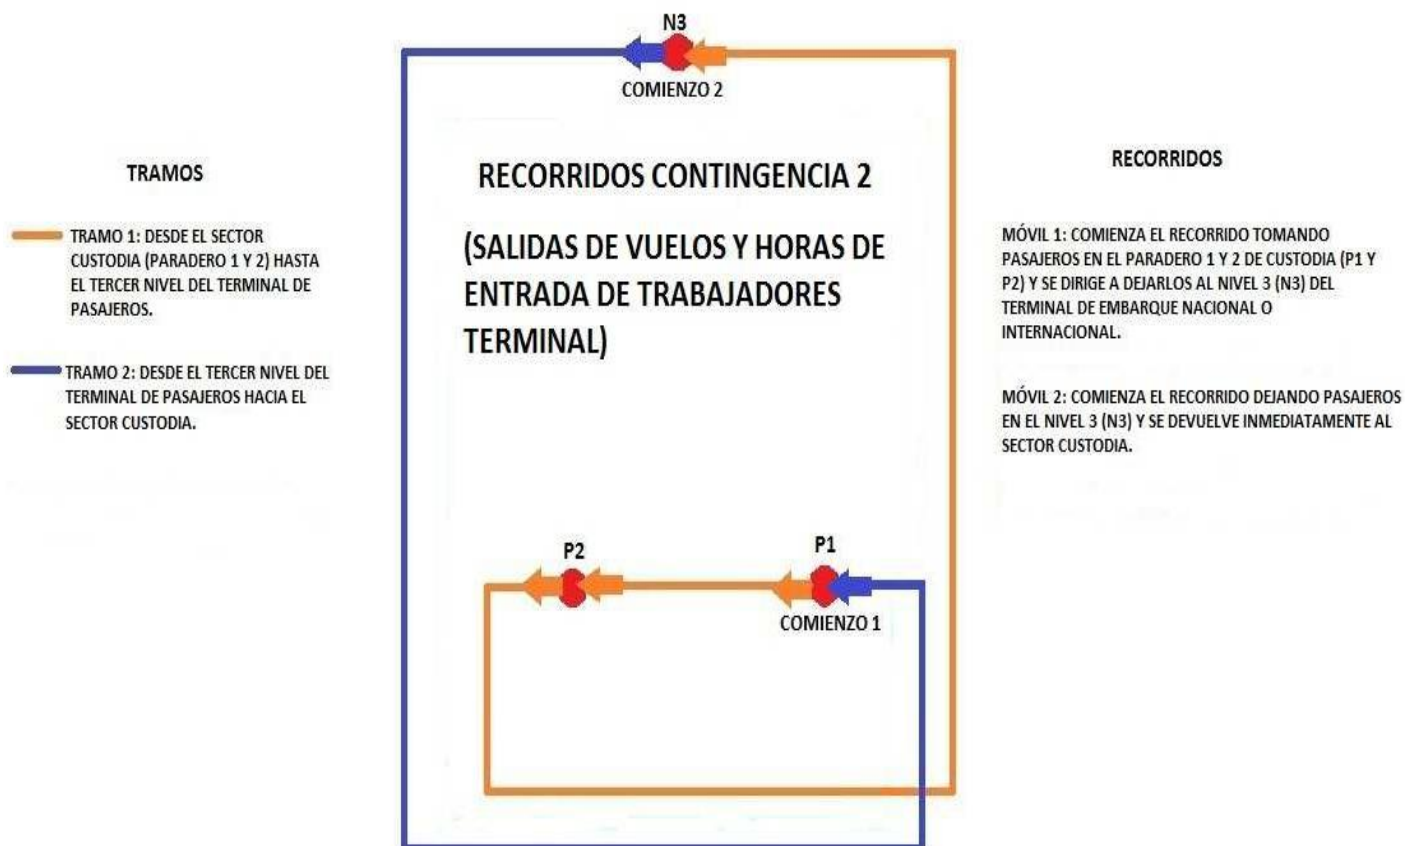 N3
COMIENZO 2
TRAMOS
TRAMO 1: DESDE EL SECTOR
CUSTODIA (PARADERO 1 Y 2) HASTA
EL TERCER NIVEL DEL TERMINAL DE
PASAJEROS.
TRAMO 2: DESDE EL TERCER NIVEL DEL
TERMINAL DE PASAJEROS HACIA EL
SECTOR CUSTODIA.
RECORRIDOS CONTINGENCIA 2
(SALIDAS DE VUELOS Y HORAS DE
ENTRADA DE TRABAJADORES
TERMINAL)
RECORRIDOS
MÓVIL 1: COMIENZA EL RECORRIDO TOMANDO
PASAJEROS EN EL PARADERO 1 Y 2 DE CUSTODIA (P1 Y
P2) Y SE DIRIGE A DEJARLOS AL NIVEL 3 (N3) DEL
TERMINAL DE EMBARQUE NACIONAL O
INTERNACIONAL.
MÓVIL 2: COMIENZA EL RECORRIDO DEJANDO PASAJEROS
EN EL NIVEL 3 (N3) Y SE DEVUELVE INMEDIATAMENTE AL
SECTOR CUSTODIA.
P2
P1
COMIENZO 1